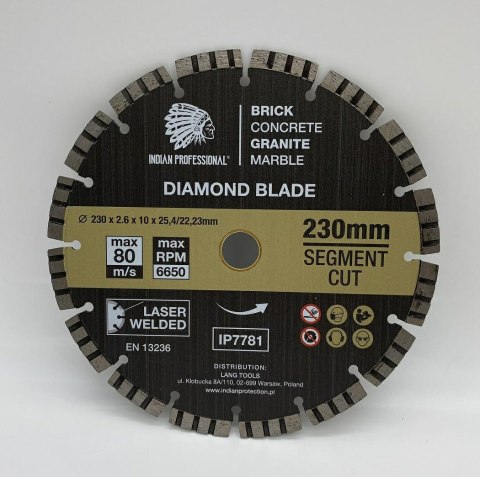 INDIAN PROFESSIONAL®
BRICK
CONCRETE
GRANITE
MARBLE
DIAMOND BLADE
Ø 230 x 2.6 x 10 x 25,4/22,23mm
max
80
m/s
max
RPM
6650
230mm
SEGMENT
CUT
LASER
WELDED
EN 13236
IP7781
DISTRIBUTION:
LANG TOOLS
ul. Kłobucka 8A/110, 02-699 Warsaw, Poland
www.indianprotection.pl